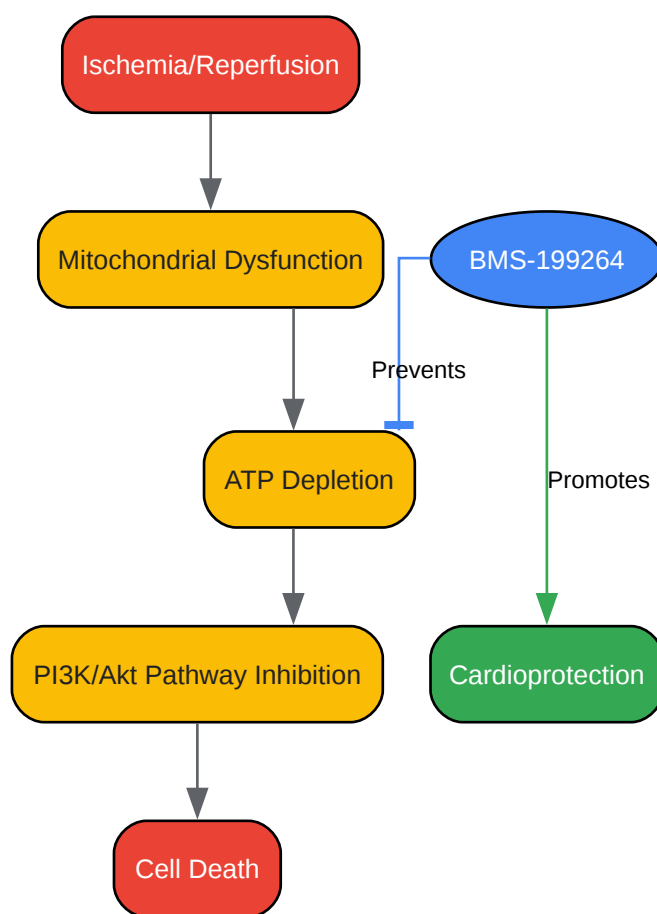 Ischemia/Reperfusion
Mitochondrial Dysfunction
BMS-199264
Prevents
ATP Depletion
Promotes
PI3K/Akt Pathway Inhibition
Cardioprotection
Cell Death